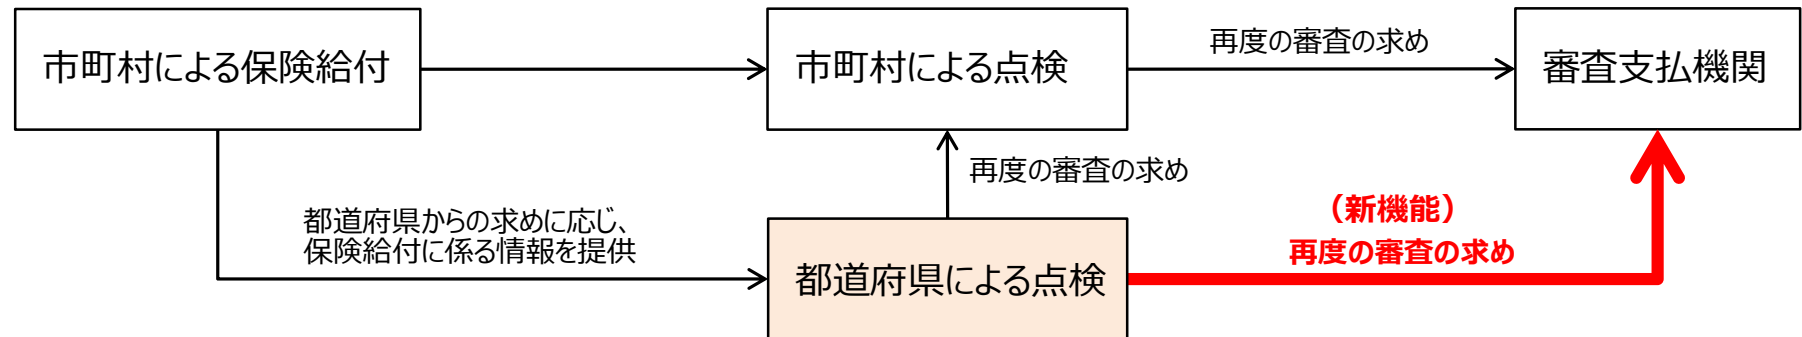 市町村による保険給付
市町村による点検
再度の審査の求め
審査支払機関
再度の審査の求め
都道府県からの求めに応じ、
保険給付に係る情報を提供
都道府県による点検
（新機能）
再度の審査の求め